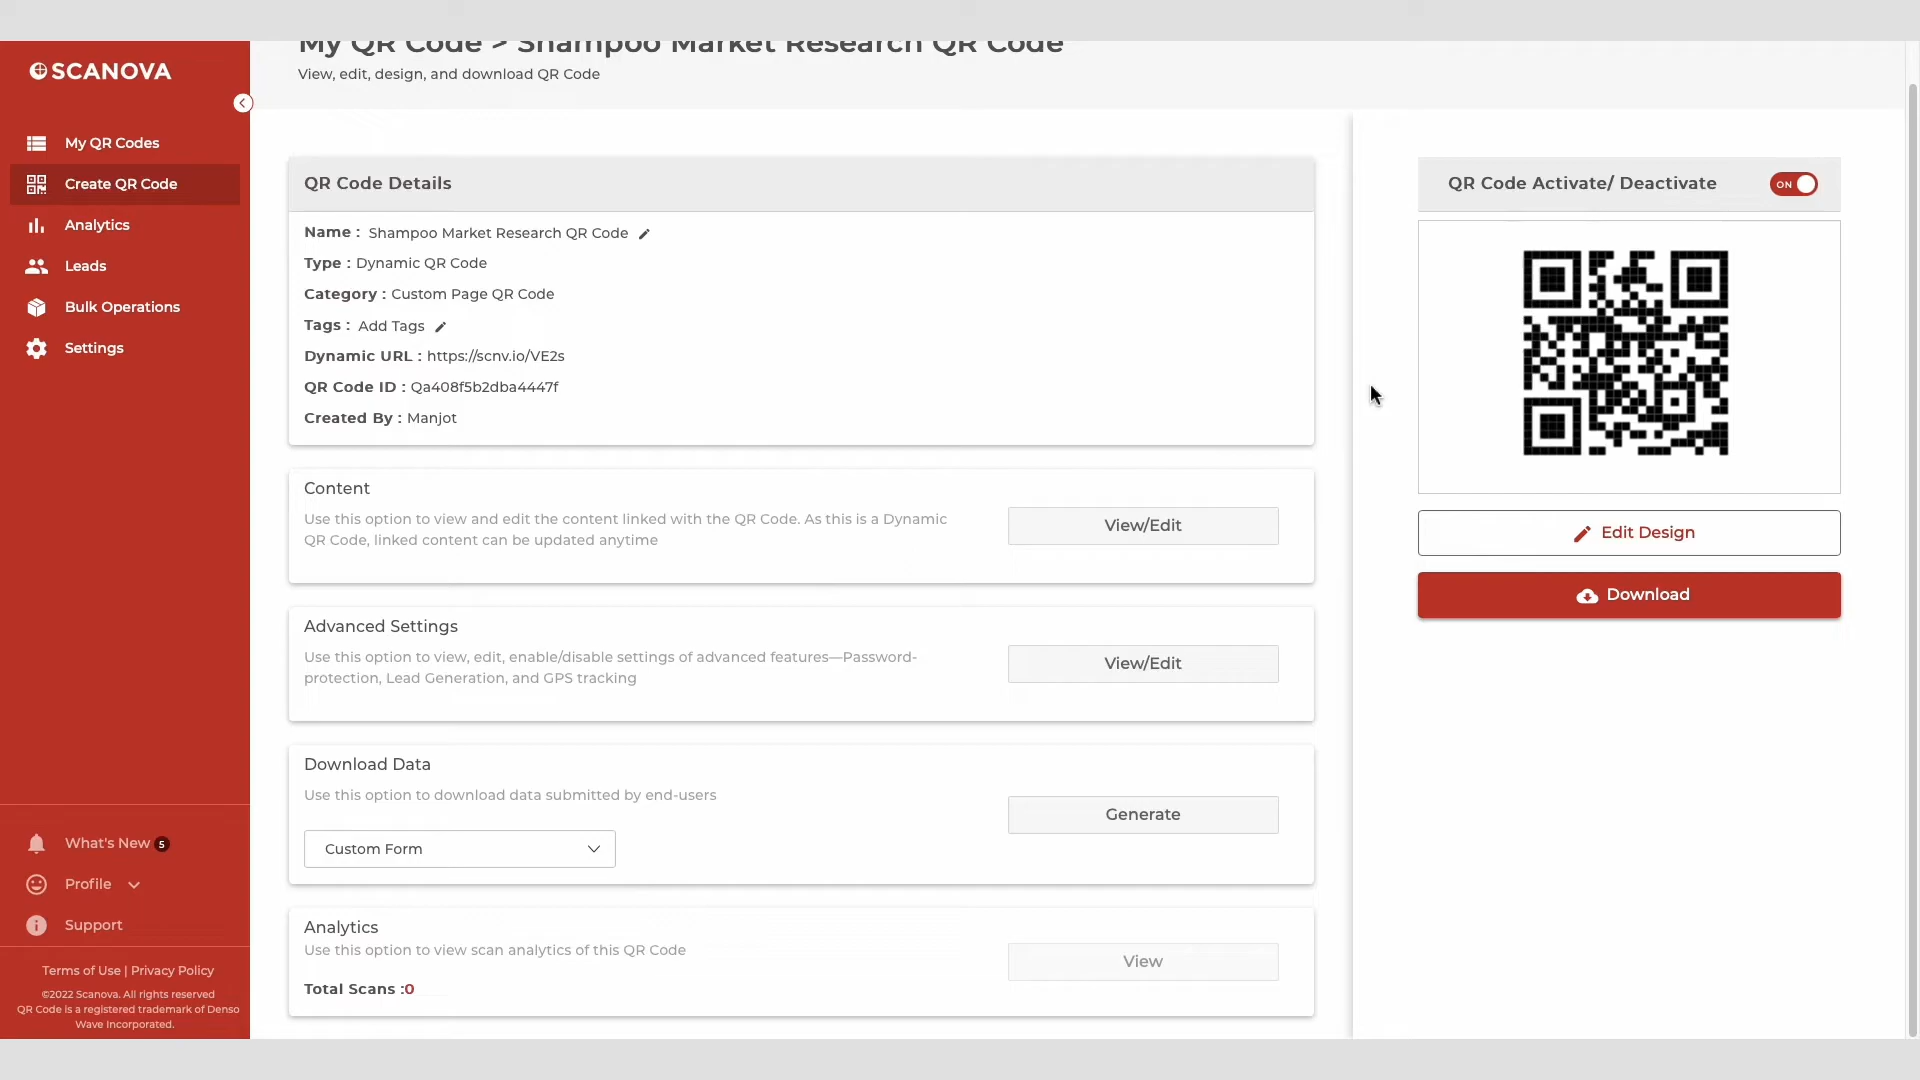 My QR Code > Shampoo Market Research QR Code
View, edit, design, and download QR Code
SCANOVA
My QR Codes
Create QR Code
Analytics
Leads
Bulk Operations
Settings
What's New 5
Profile
Support
Terms of Use | Privacy Policy
©2022 Scanova. All rights reserved
QR Code is a registered trademark of Denso
Wave Incorporated.
QR Code Details
Name : Shampoo Market Research QR Code
Type : Dynamic QR Code
Category : Custom Page QR Code
Tags : Add Tags
Dynamic URL : https://scnv.io/VE2s
QR Code ID : Qa408f5b2dba4447f
Created By : Manjot
Content
Use this option to view and edit the content linked with the QR Code. As this is a Dynamic
QR Code, linked content can be updated anytime
View/Edit
Advanced Settings
Use this option to view, edit, enable/disable settings of advanced features—Password-
protection, Lead Generation, and GPS tracking
View/Edit
Download Data
Use this option to download data submitted by end-users
Custom Form
Generate
Analytics
Use this option to view scan analytics of this QR Code
Total Scans :0
View
QR Code Activate/ Deactivate
ON
Edit Design
Download